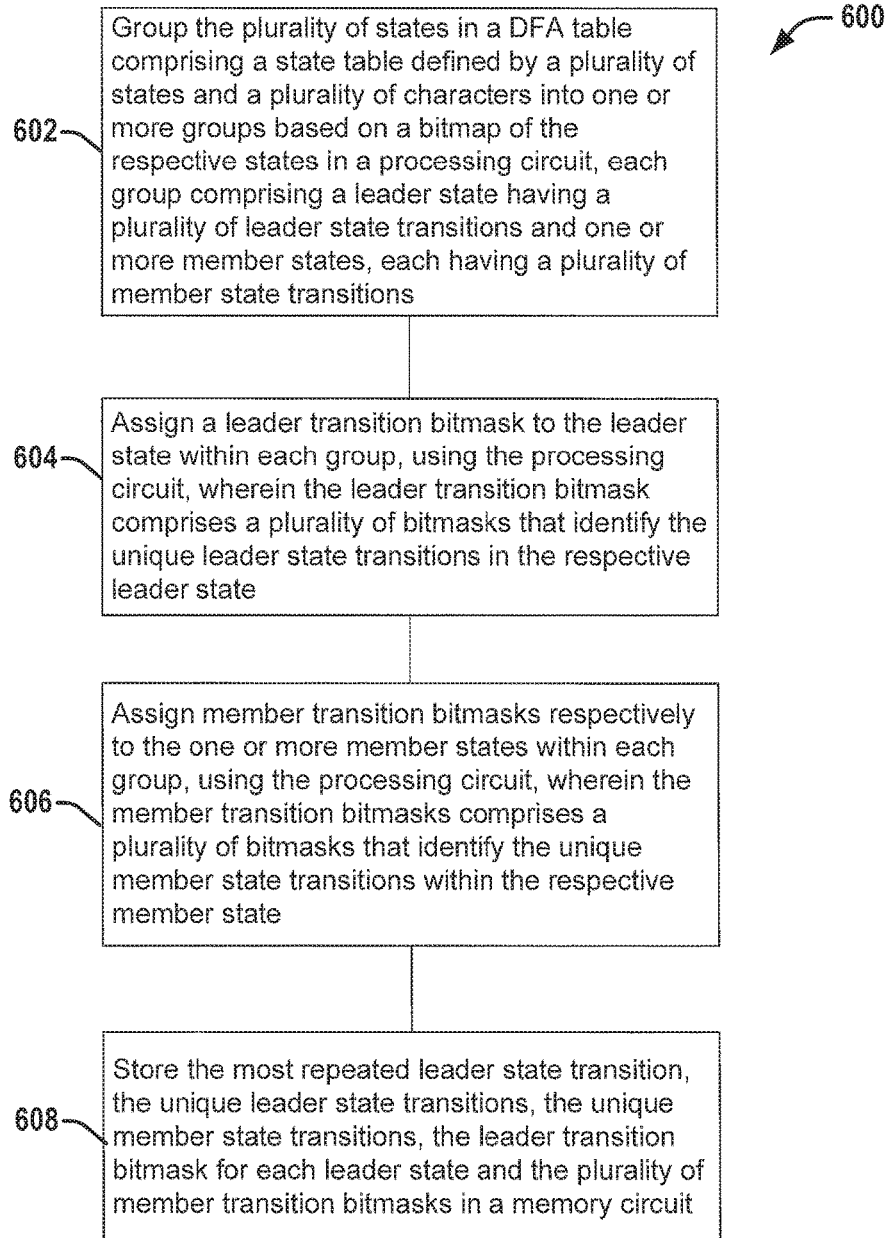 600
602
Group the plurality of states in a DFA table
comprising a state table defined by a plurality of
states and a plurality of characters into one or
more groups based on a bitmap of the
respective states in a processing circuit, each
group comprising a leader state having a
plurality of leader state transitions and one or
more member states, each having a plurality of
member state transitions
604
Assign a leader transition bitmask to the leader
state within each group, using the processing
circuit, wherein the leader transition bitmask
comprises a plurality of bitmasks that identify the
unique leader state transitions in the respective
leader state
606
Assign member transition bitmasks respectively
to the one or more member states within each
group, using the processing circuit, wherein the
member transition bitmasks comprises a
plurality of bitmasks that identify the unique
member state transitions within the respective
member state
608
Store the most repeated leader state transition,
the unique leader state transitions, the unique
member state transitions, the leader transition
bitmask for each leader state and the plurality of
member transition bitmasks in a memory circuit